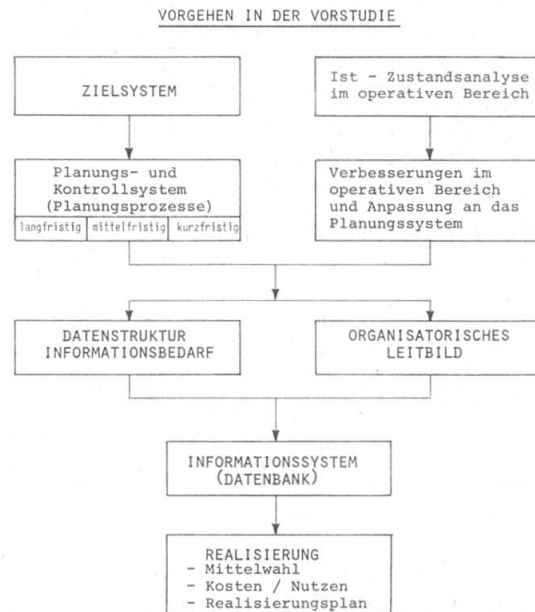 VORGEHEN IN DER VORSTUDIE
ZIELSYSTEM
Ist - Zustandsanalyse
im operativen Bereich
Planungs- und
Kontrollsystem
(Planungsprozesse)
langfristig mittelfristig kurzfristig
Verbesserungen im
operativen Bereich
und Anpassung an das
Planungssystem
DATENSTRUKTUR
INFORMATIONSBEDARF
ORGANISATORISCHES
LEITBILD
INFORMATIONSSYSTEM
(DATENBANK)
REALISIERUNG
- Mittelwahl
- Kosten / Nutzen
- Realisierungsplan